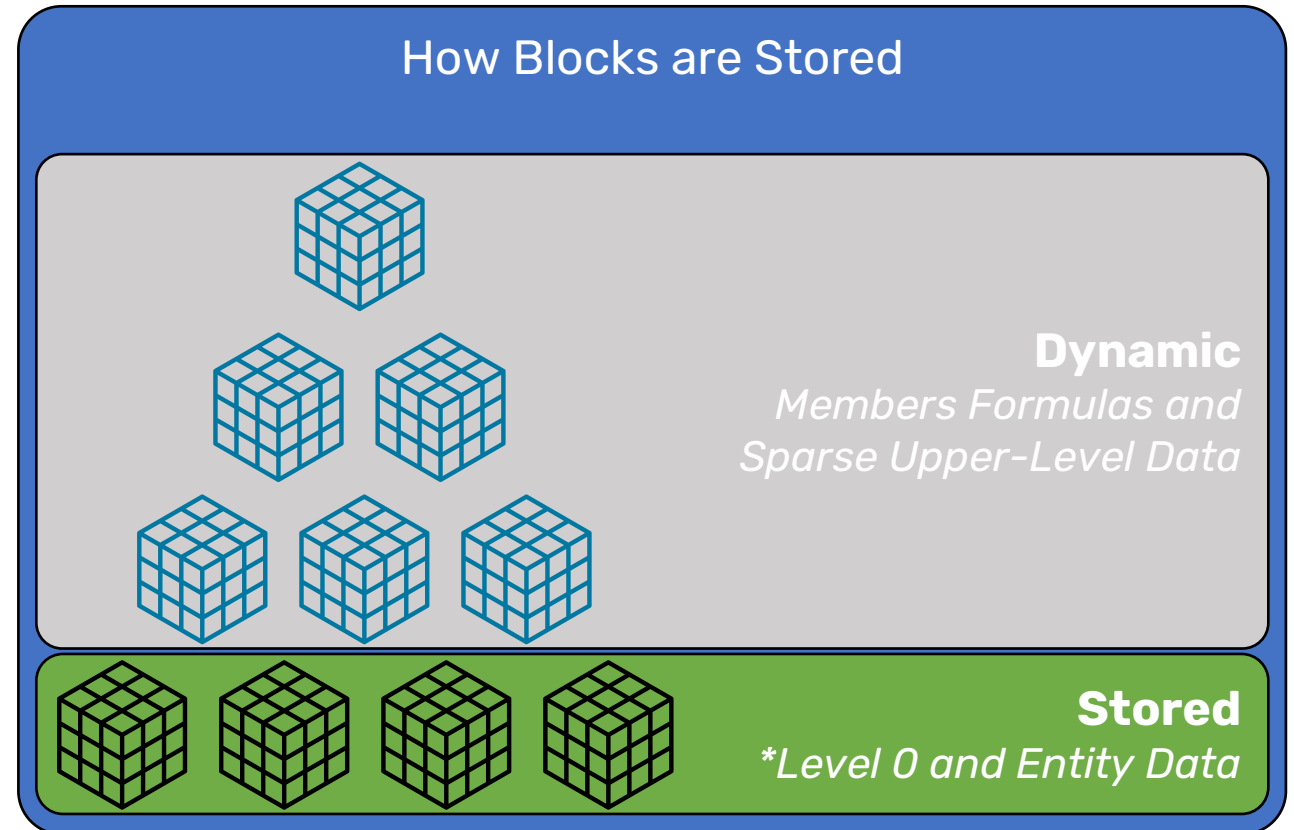 How Blocks are Stored
Dynamic
Members Formulas and
Sparse Upper-Level Data
Stored
*Level 0 and Entity Data